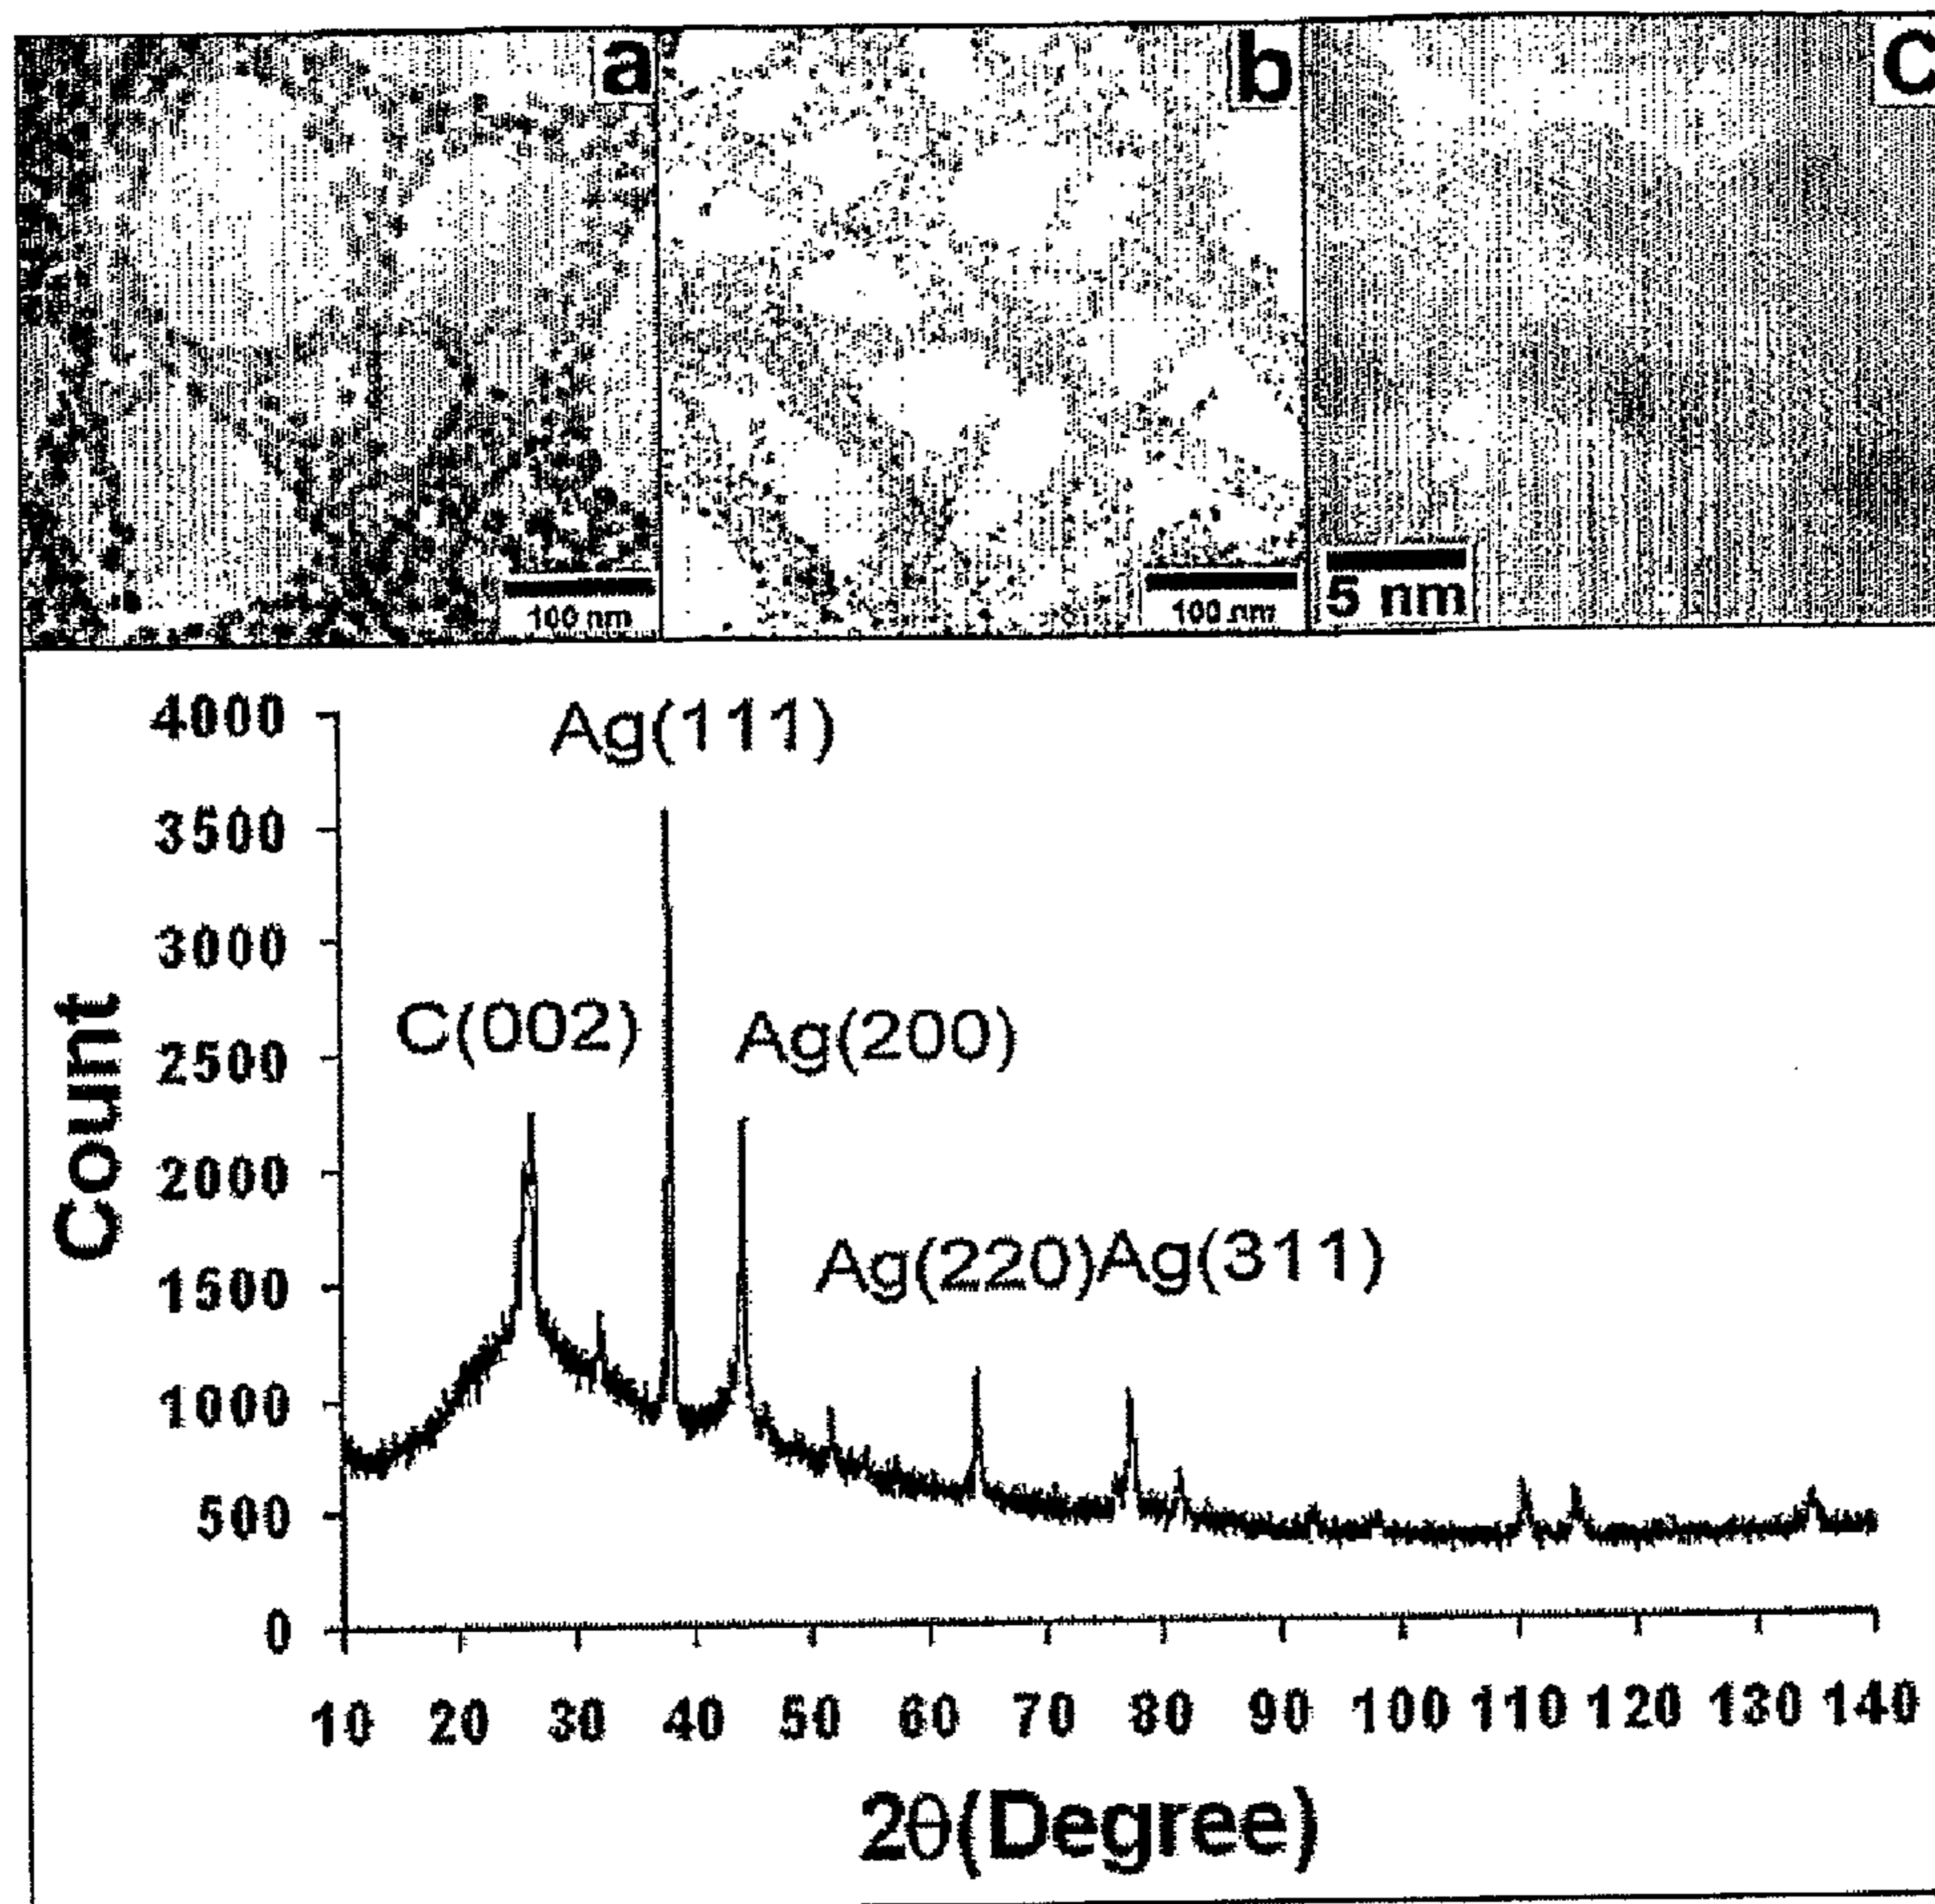 a
b
c
100 nm
100 nm
5 nm
4000
Ag(111)
3500
3000
C(002)
Ag(200)
2500
Count
2000
Ag(220)Ag(311)
1500
1000
500
0
10 20 30 40 50 60 70 80 90 100 110 120 130 140
2θ(Degree)